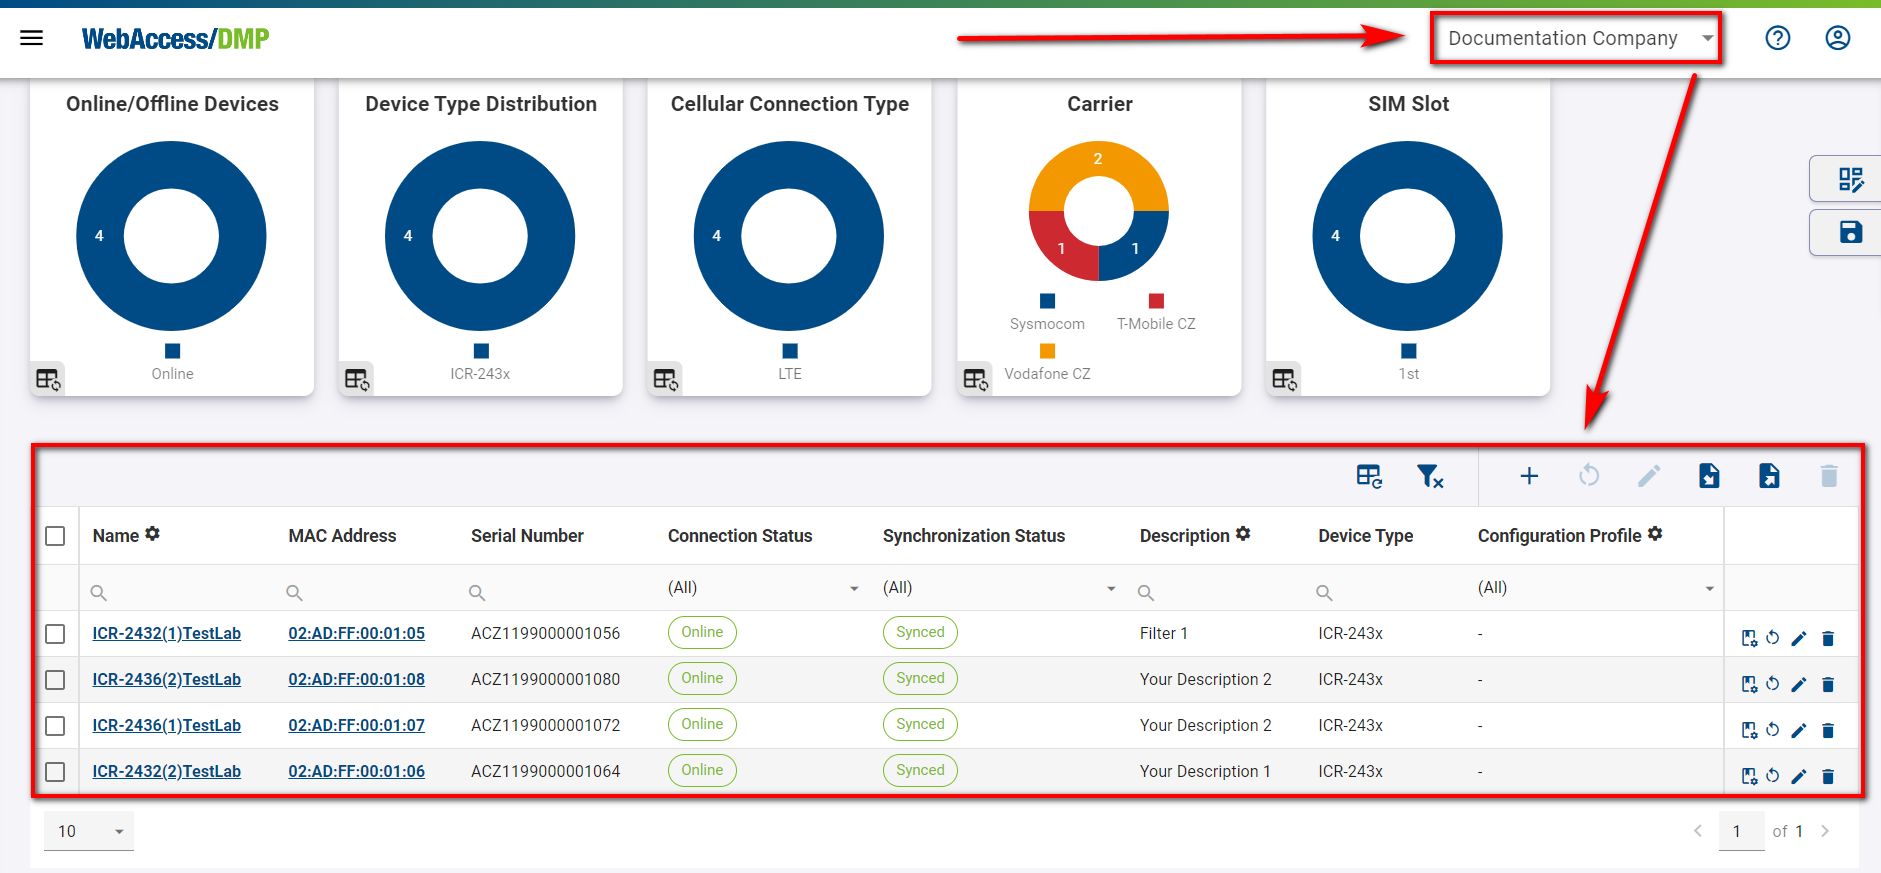 WebAccess/DMP
Documentation Company
Online/Offline Devices
4
Online
Device Type Distribution
4
ICR-243x
Cellular Connection Type
4
LTE
Carrier
2
1
1
Sysmocom
T-Mobile CZ
Vodafone CZ
SIM Slot
4
1st
Name MAC Address Serial Number Connection Status Synchronization Status Description Device Type Configuration Profile
(All) (All) (All)
ICR-2432(1)TestLab 02:AD:FF:00:01:05 ACZ1199000001056 Online Synced Filter 1 ICR-243x -
ICR-2436(2)TestLab 02:AD:FF:00:01:08 ACZ1199000001080 Online Synced Your Description 2 ICR-243x -
ICR-2436(1)TestLab 02:AD:FF:00:01:07 ACZ1199000001072 Online Synced Your Description 2 ICR-243x -
ICR-2432(2)TestLab 02:AD:FF:00:01:06 ACZ1199000001064 Online Synced Your Description 1 ICR-243x -
10
1 of 1